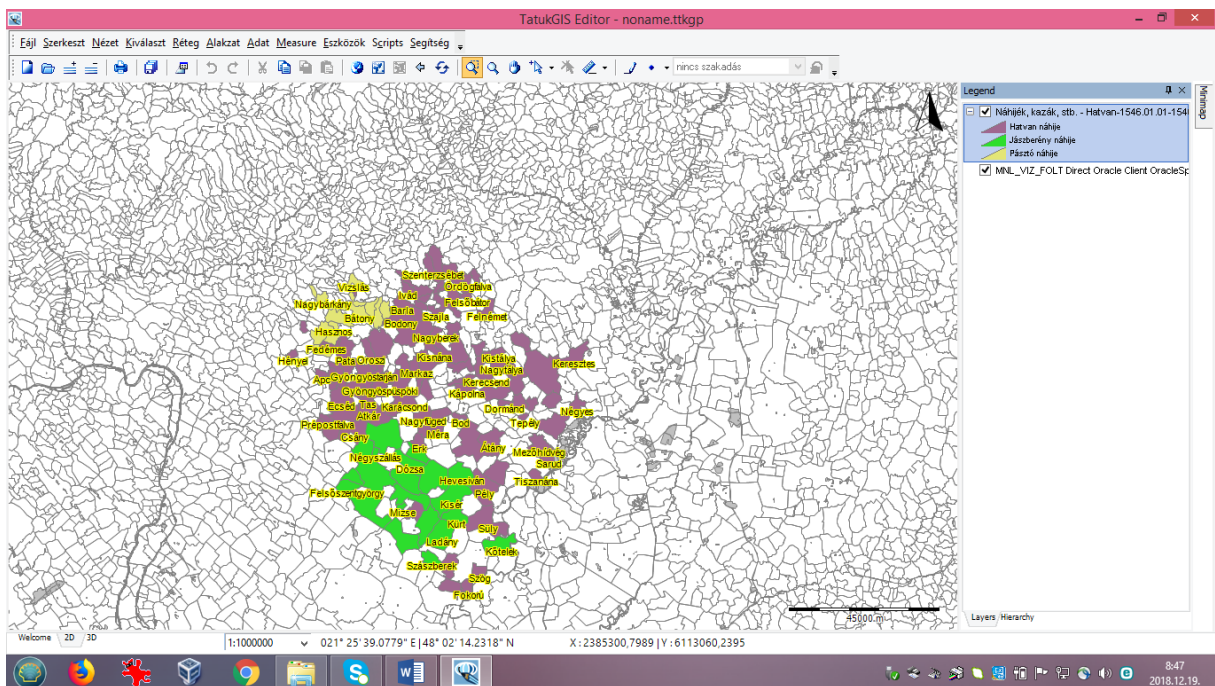 TatukGIS Editor - noname.ttkgp
Fájl Szerkeszt Nézet Kiválaszt Réteg Alakzat Adat Measure Eszközök Scripts Segítség
nincs szakadás
Legend
Minimap
Náhijék, kazák, stb. - Hatvan-1546.01.01-154
Hatvan náhije
Jászberény náhije
Pásztó náhije
MNL_VIZ_FOLT Direct Oracle Client OracleSp
Szenterzsébet
Vizslás
Ördögfalva
Ivád
Nagybárkány
Felsőbátor
Barla
Bátony
Szajla
Felnémet
Bodony
Hasznos
Nagyberek
Fedémes
Hényel
Pata
Oroszi
Kisnána
Kistálya
Keresztes
Nagytálya
Apc
Gyöngyöstarján
Markaz
Kerecsend
Gyöngyöspüspöki
Kápolna
Ecséd
Tas
Karácsond
Dormánd
Négyes
Atkár
Prépostfalva
Nagyfüged
Bod
Tepély
Csány
Méra
Erk
Átány
Mezőhídvég
Négyszállás
Sarud
Dózsa
Hevesiván
Tiszanána
Felsőszentgyörgy
Pély
Kisér
Mizse
Kürt
Süly
Ladány
Kőtelek
Szászberek
Szög
Fokorú
45000 m
Layers Hierarchy
Welcome 2D 3D
1:1000000 021° 25' 39.0779" E | 48° 02' 14.2318" N X : 2385300,7989 | Y : 6113060,2395
8:47
2018.12.19.